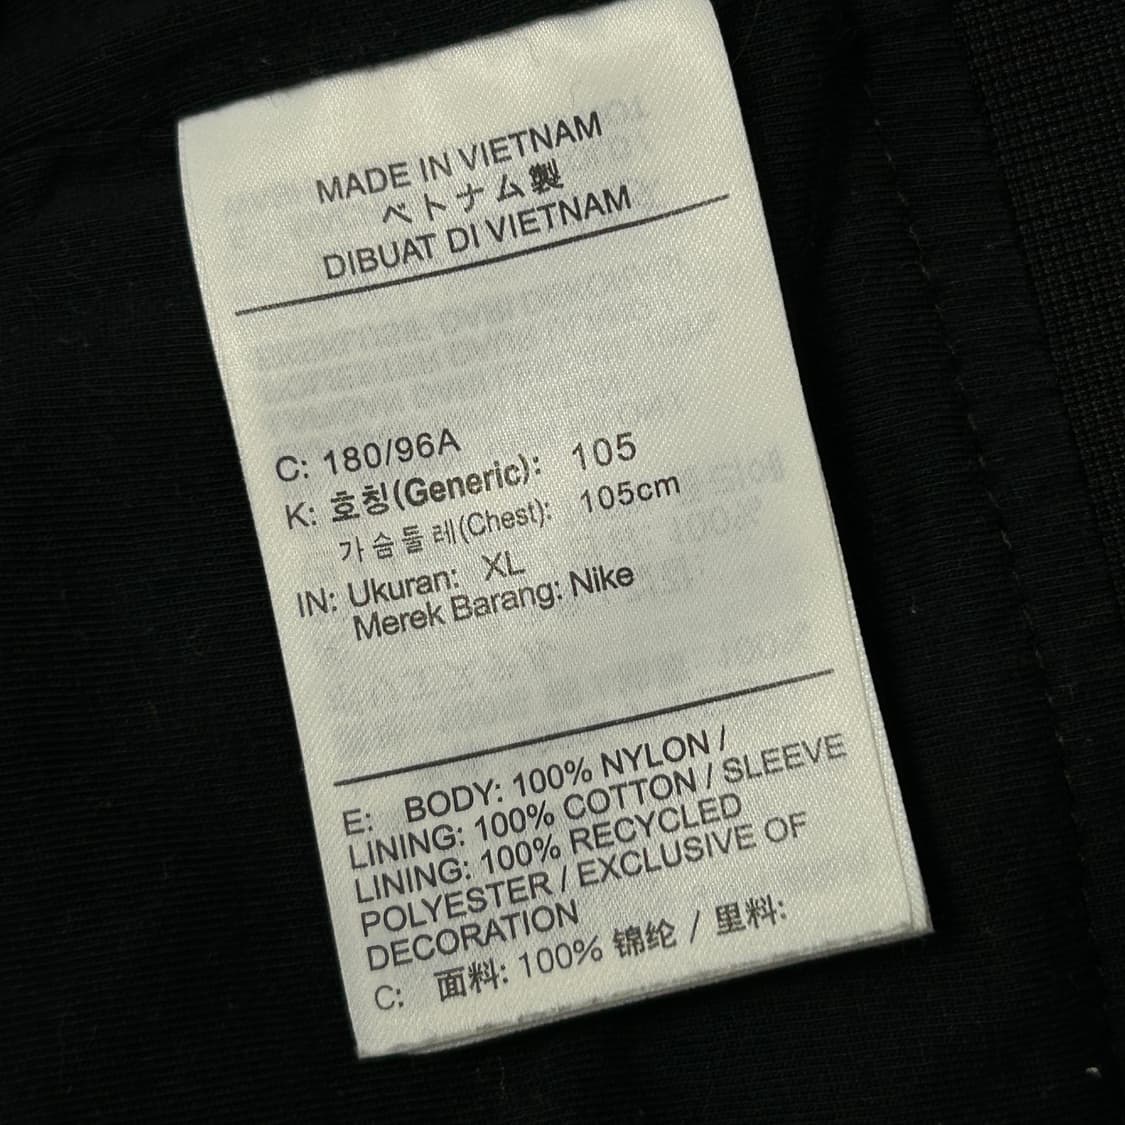 MADE IN VIETNAM
ベトナム製
DIBUAT DI VIETNAM
C: 180/96A
K: 호칭(Generic): 105
가슴둘레(Chest): 105cm
IN: Ukuran: XL
Merek Barang: Nike
E: BODY: 100% NYLON /
LINING: 100% COTTON / SLEEVE
LINING: 100% RECYCLED
POLYESTER / EXCLUSIVE OF
DECORATION
C: 面料: 100% 锦纶 / 里料: